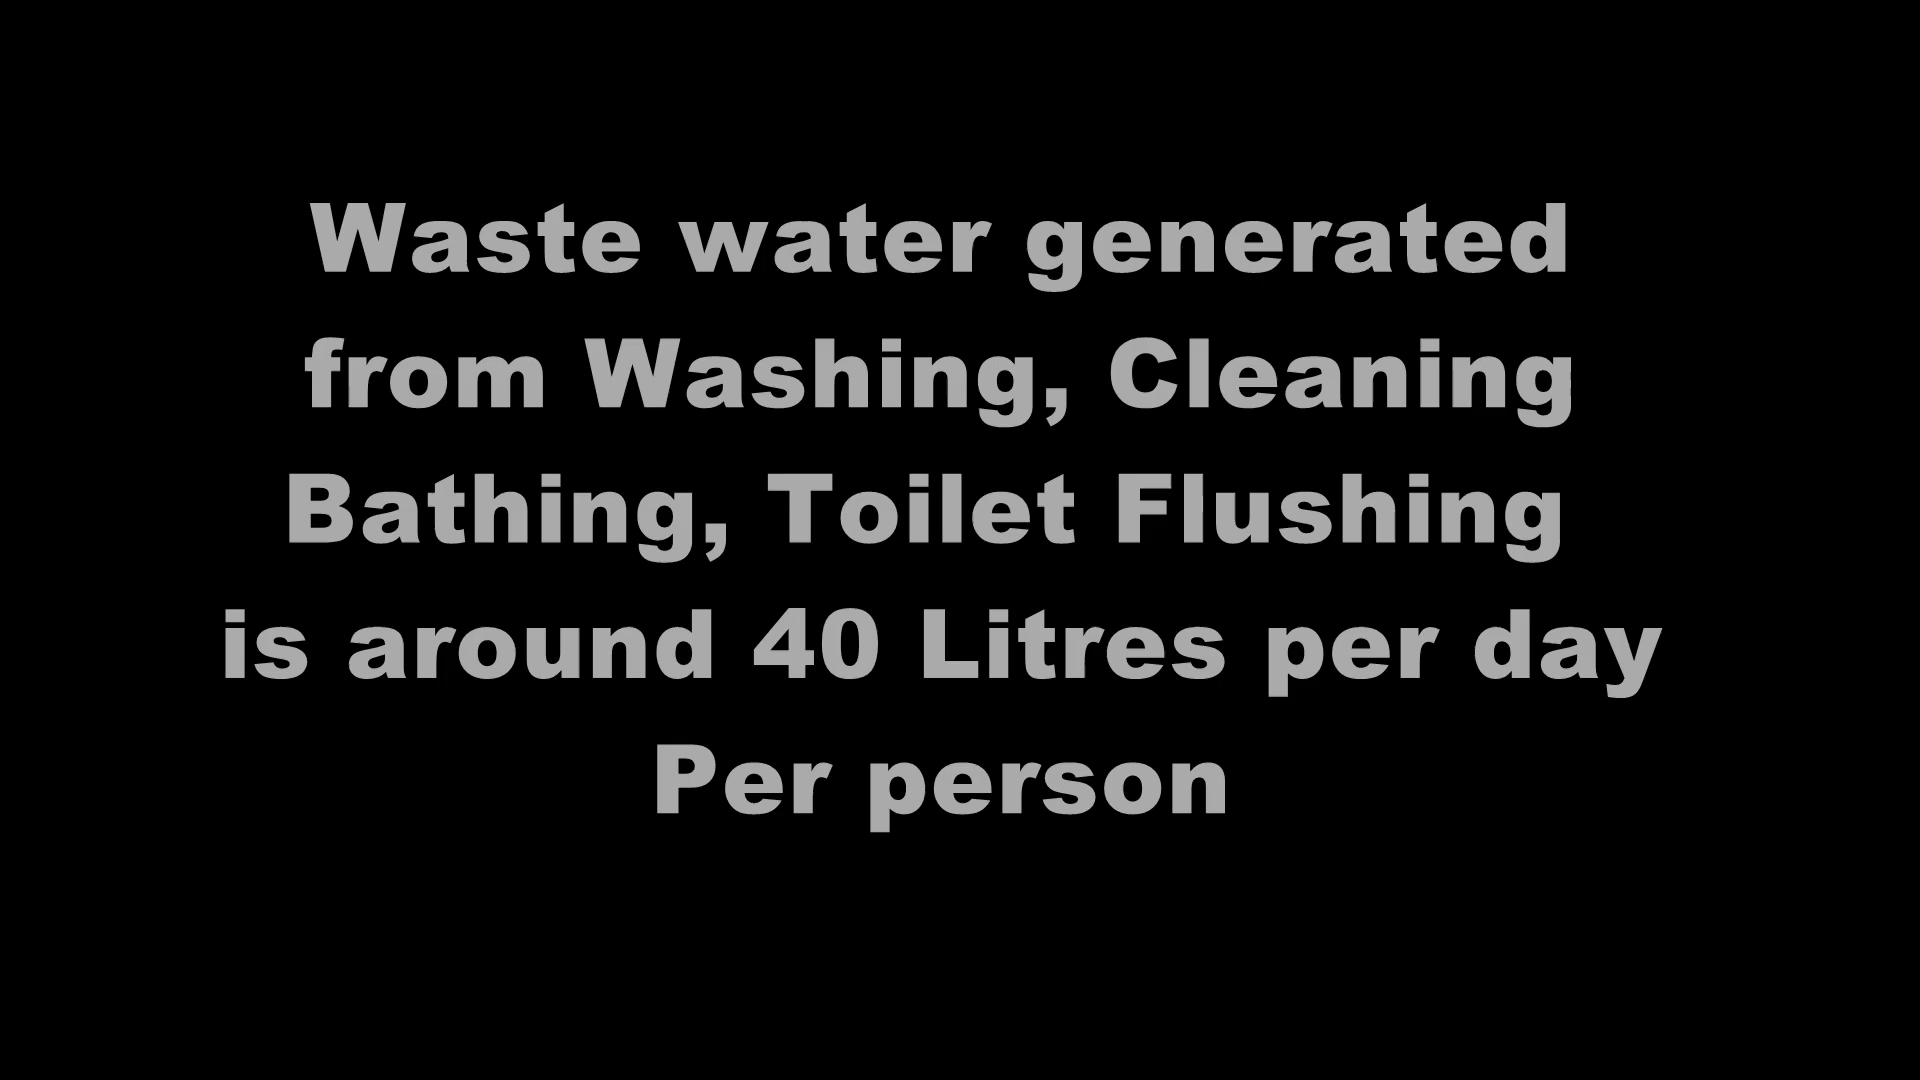 Waste water generated
from Washing, Cleaning
Bathing, Toilet Flushing
is around 40 Litres per day
Per person